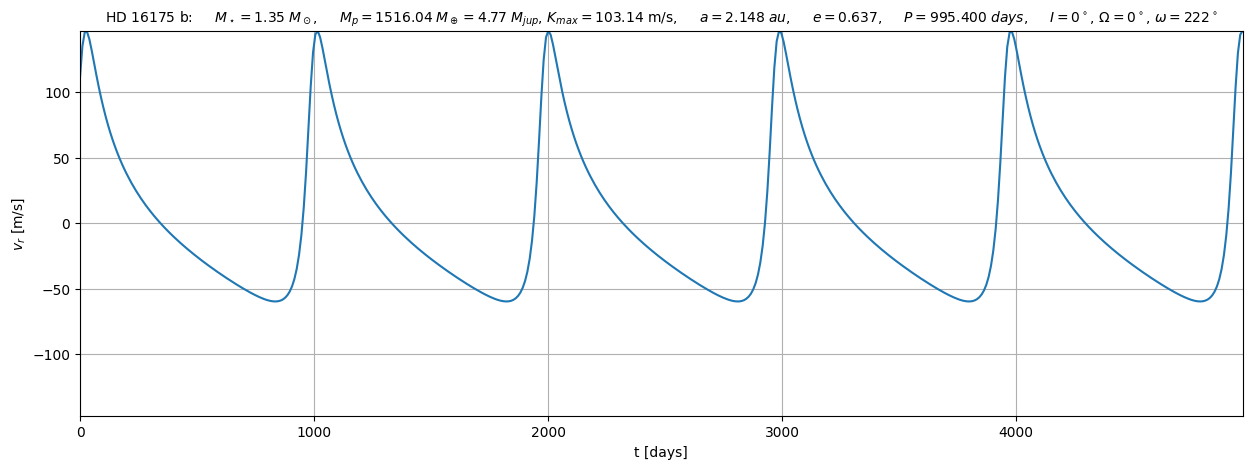 HD 16175 b: M⋆ = 1.35 M⊙, Mp = 1516.04 M⊕ = 4.77 Mjup, Kmax = 103.14 m/s, a = 2.148 au, e = 0.637, P = 995.400 days, I = 0°, Ω = 0°, ω = 222°
100
50
0
−50
−100
vr [m/s]
0 1000 2000 3000 4000
t [days]